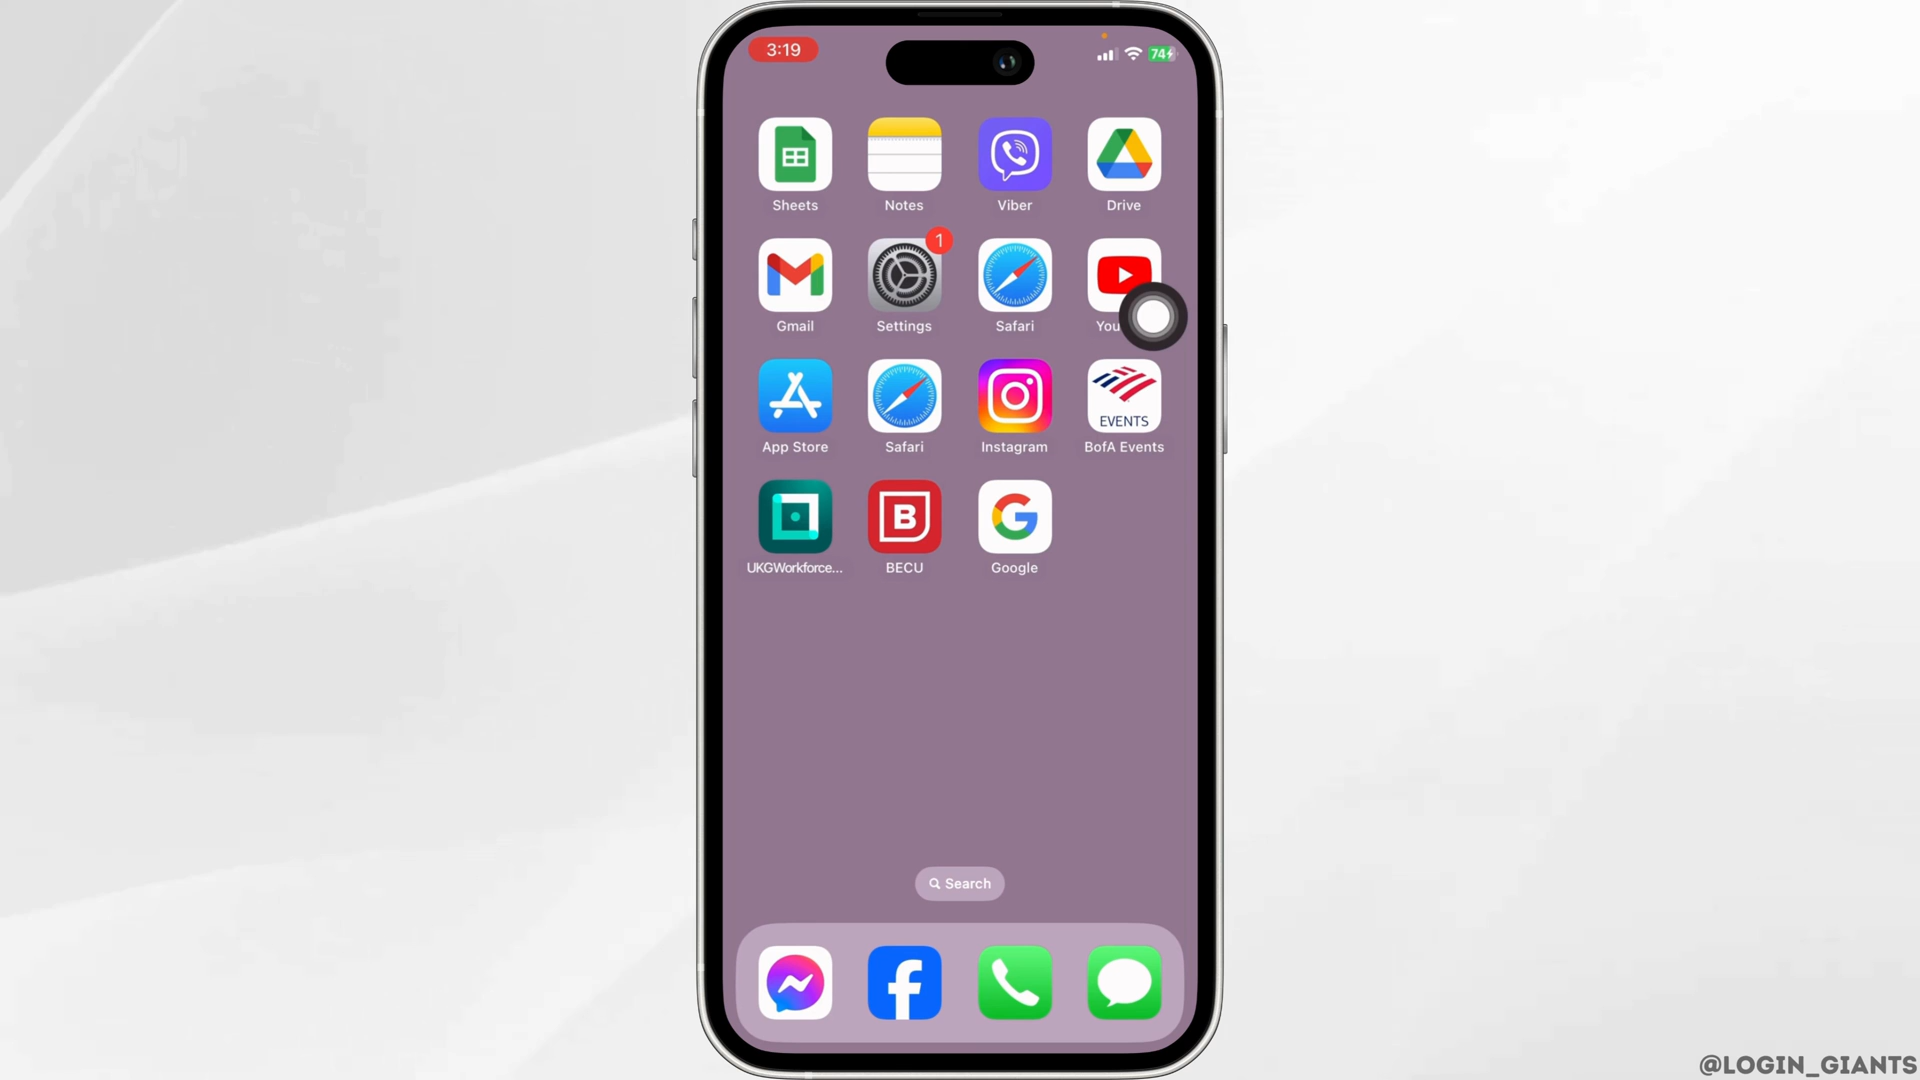 3:19
74
Sheets Notes Viber Drive
1
Gmail Settings Safari You
EVENTS
App Store Safari Instagram BofA Events
B
UKGWorkforce... BECU Google
Search
@LOGIN_GIANTS